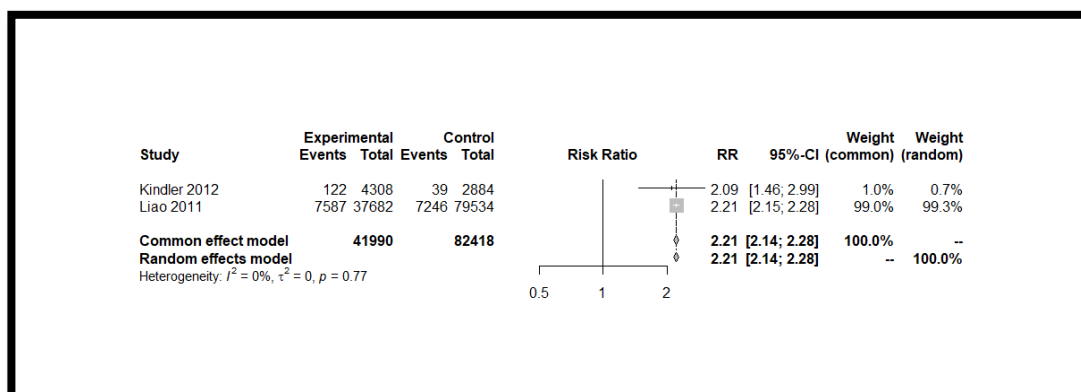 Experimental Control Weight Weight
Study Events Total Events Total Risk Ratio RR 95%-CI (common) (random)
Kindler 2012 122 4308 39 2884 2.09 [1.46; 2.99] 1.0% 0.7%
Liao 2011 7587 37682 7246 79534 2.21 [2.15; 2.28] 99.0% 99.3%
Common effect model 41990 82418 2.21 [2.14; 2.28] 100.0% --
Random effects model 2.21 [2.14; 2.28] -- 100.0%
Heterogeneity: I² = 0%, τ² = 0, p = 0.77
0.5 1 2